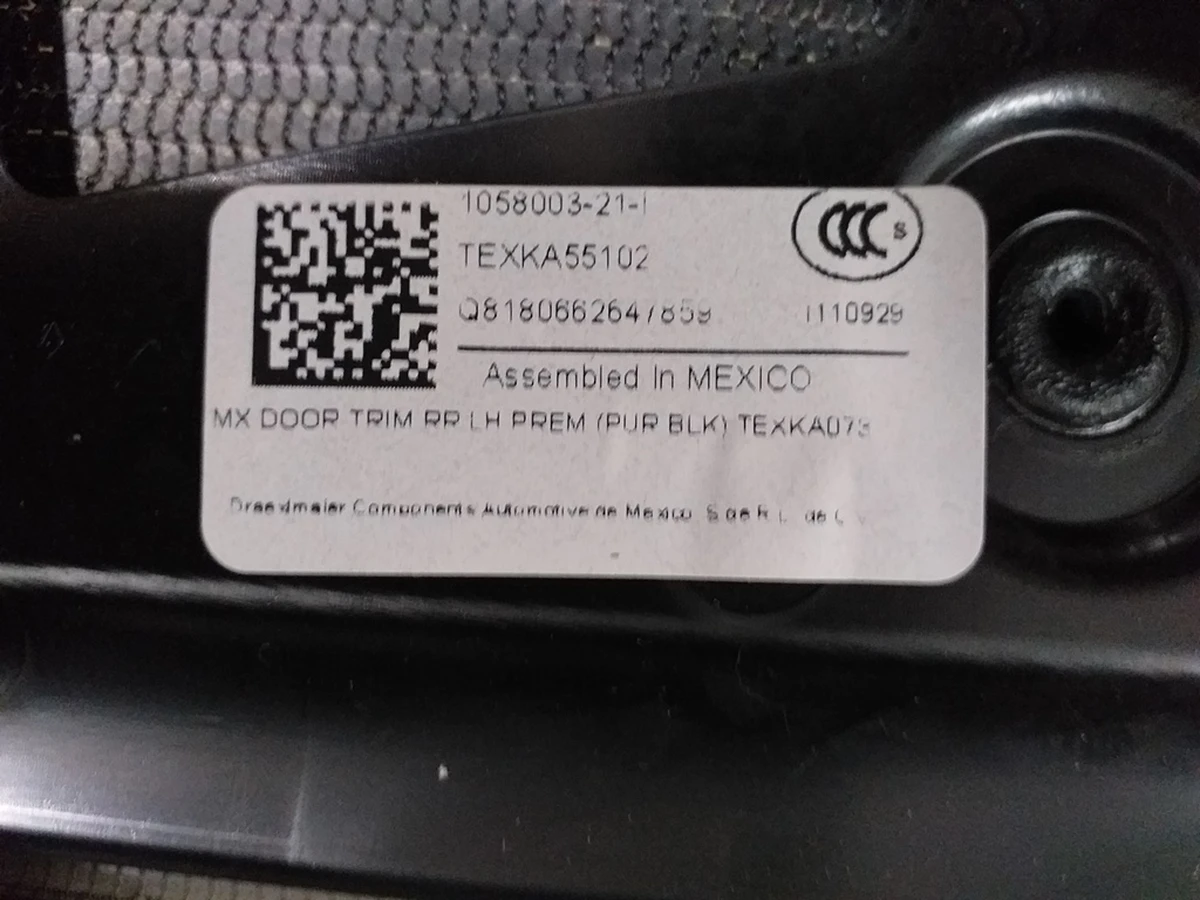 1058003-21-I
CCC S
TEXKA55102
Q8180662647859 I110929
Assembled In MEXICO
MX DOOR TRIM RR LH PREM (PUR BLK) TEXKA073
Draexlmaier Components Automotive de Mexico S de R L de C V